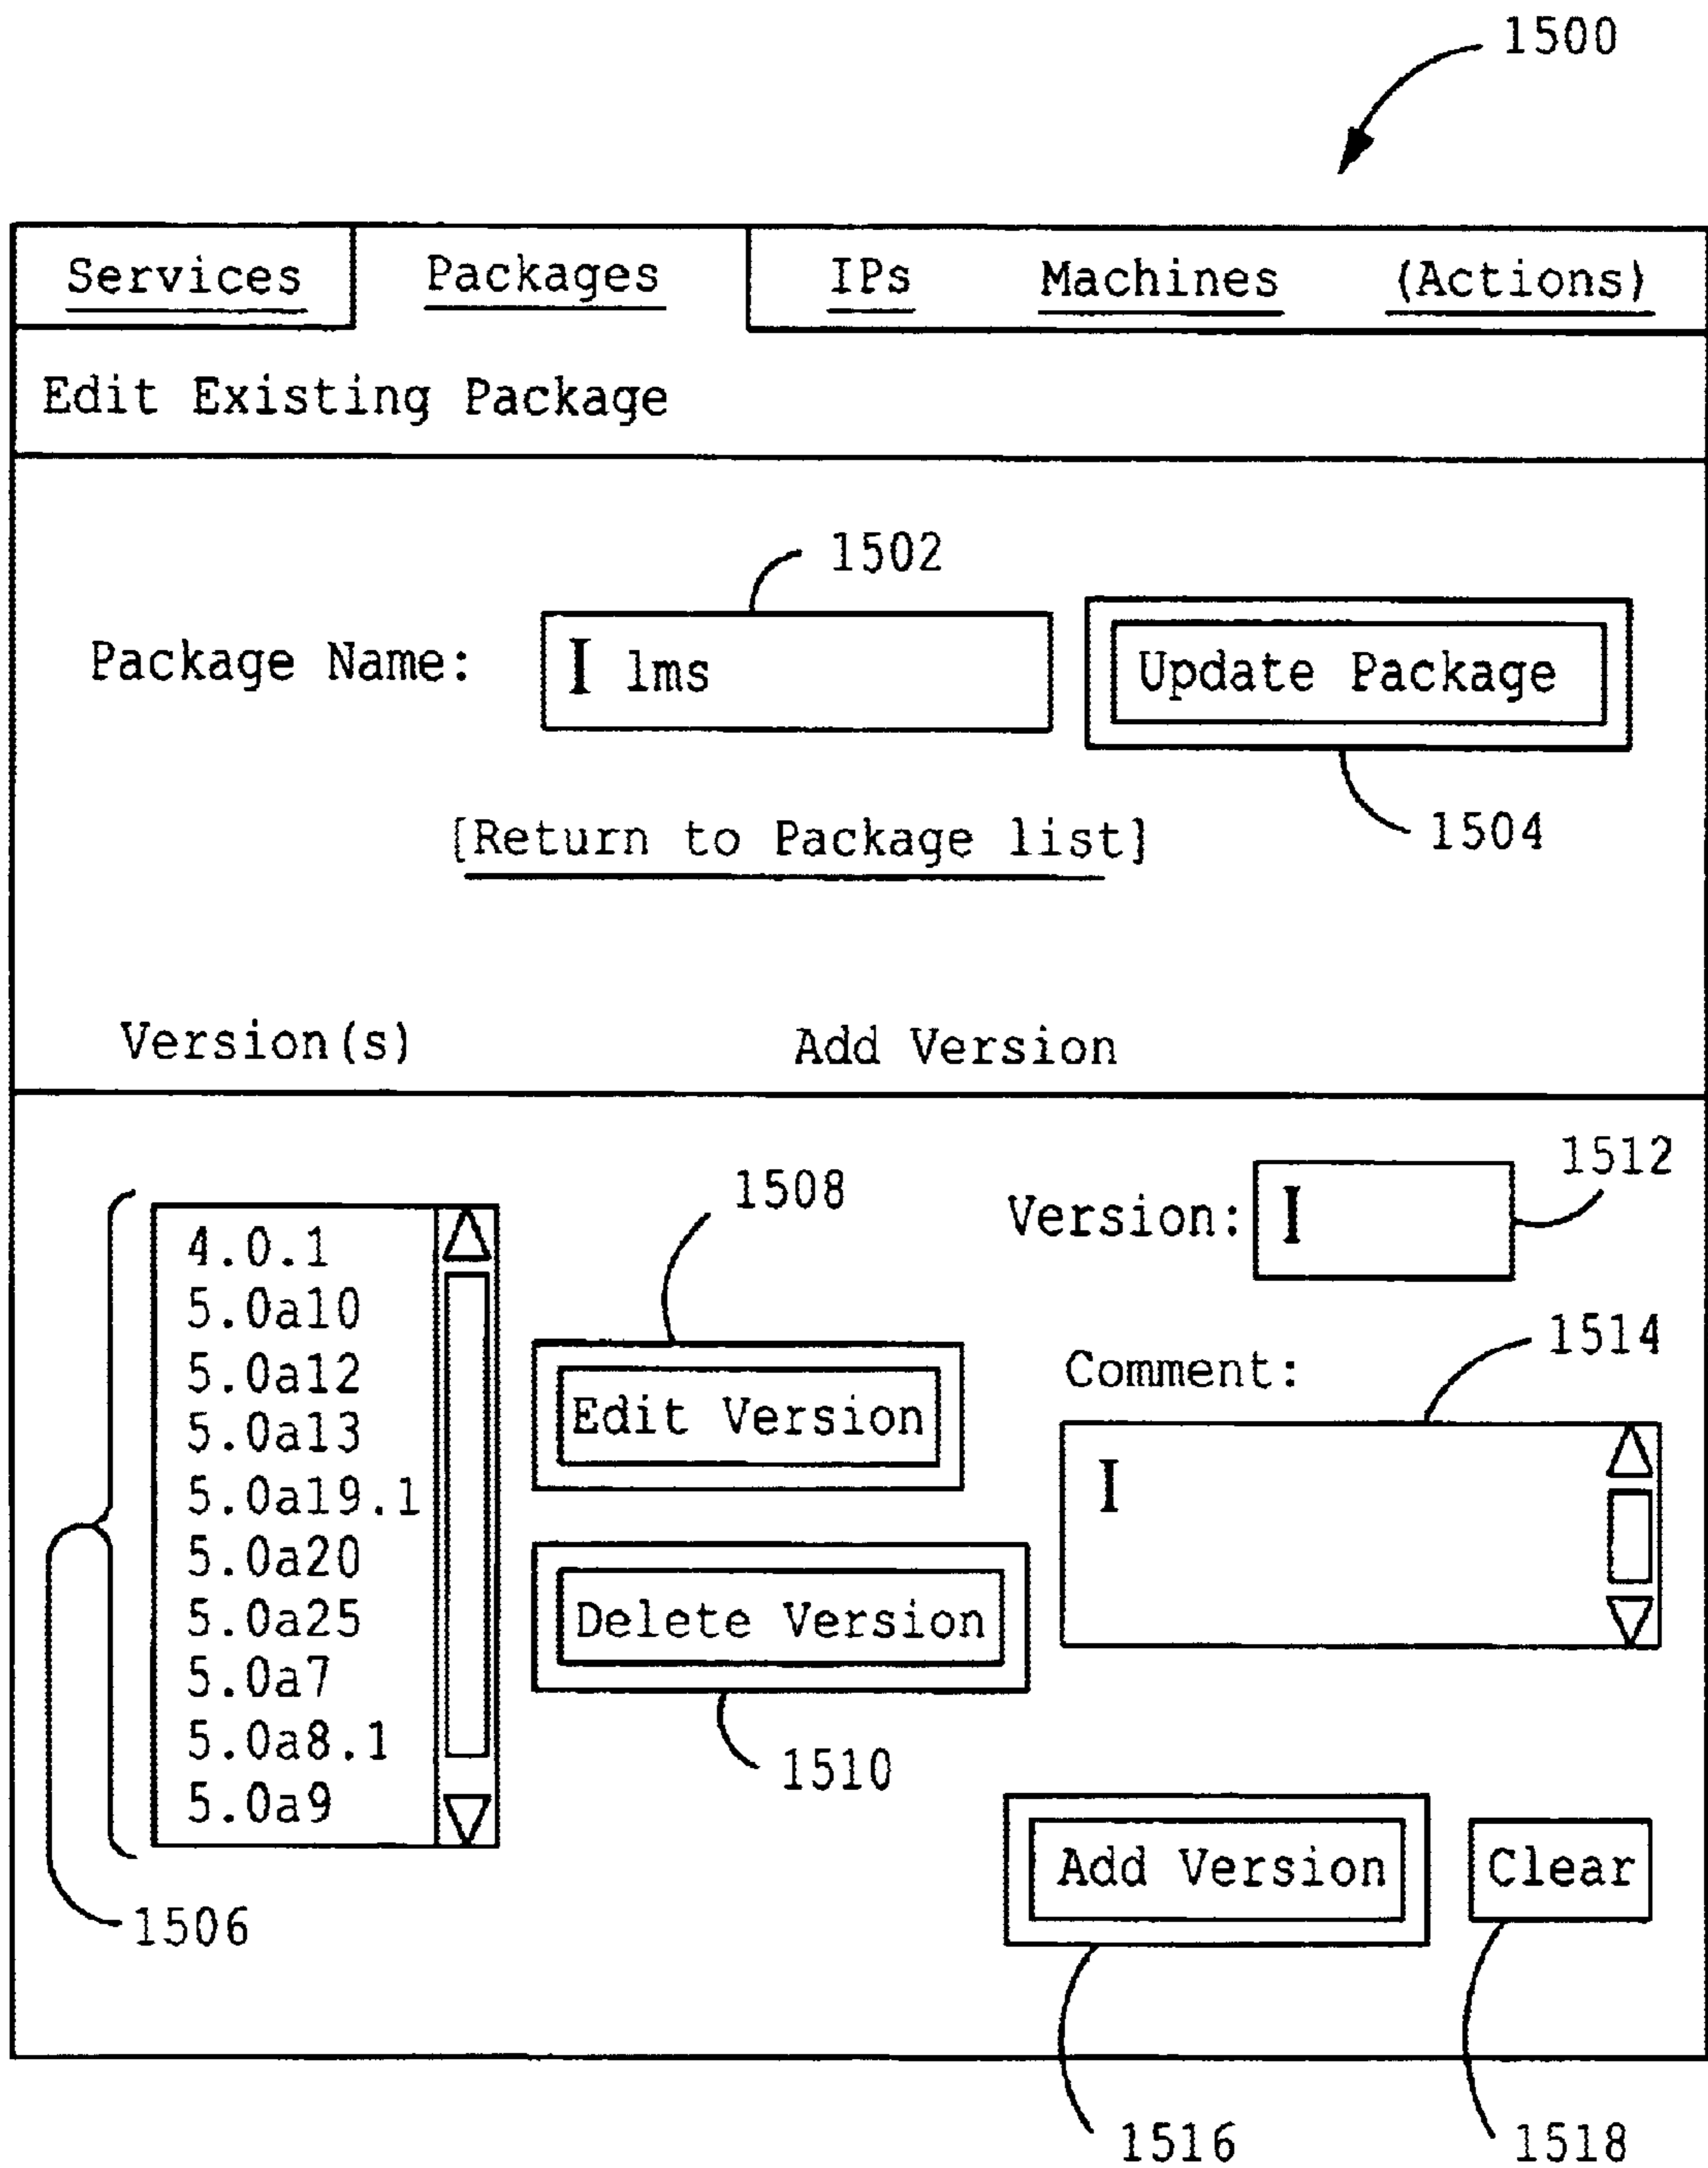 1500
Services Packages IPs Machines (Actions)
Edit Existing Package
1502
Package Name: lms Update Package
1504
[Return to Package list]
Version(s) Add Version
1508 Version: 1512
4.0.1
5.0a10
5.0a12
5.0a13
5.0a19.1
5.0a20
5.0a25
5.0a7
5.0a8.1
5.0a9
1506
Edit Version
Delete Version
1510
Comment: 1514
Add Version Clear
1516 1518